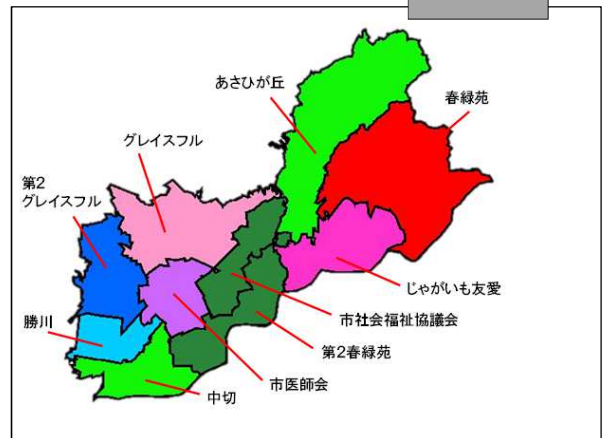 あさひが丘
春緑苑
グレイスフル
第2
グレイスフル
じゃがいも友愛
市社会福祉協議会
勝川
第2春緑苑
市医師会
中切